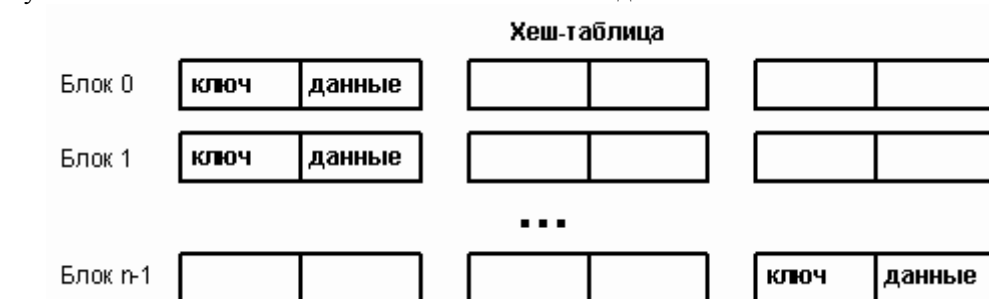 Хеш-таблица
Блок 0 ключ данные
Блок 1 ключ данные
...
Блок n-1 ключ данные